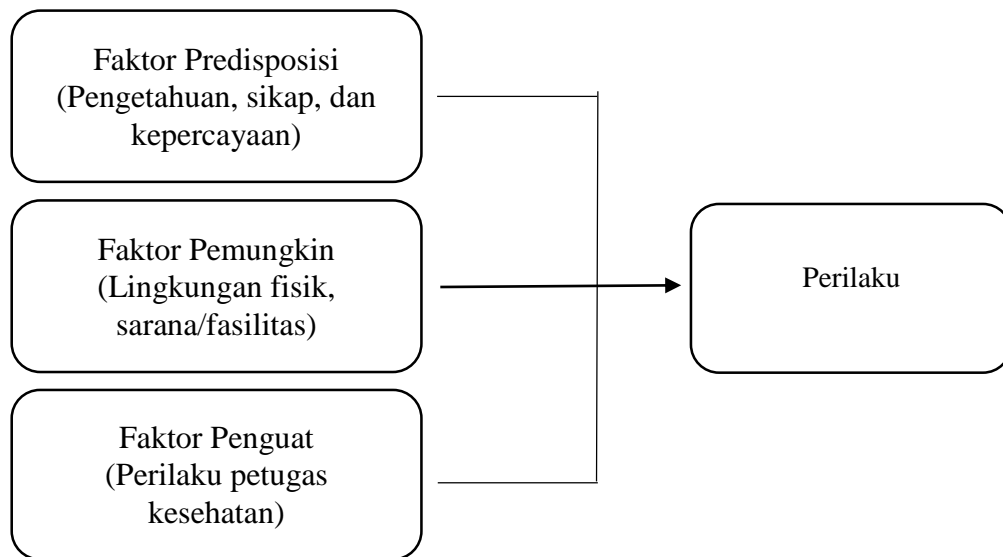 Faktor Predisposisi
(Pengetahuan, sikap, dan
kepercayaan)
Faktor Pemungkin
(Lingkungan fisik,
sarana/fasilitas)
Perilaku
Faktor Penguat
(Perilaku petugas
kesehatan)